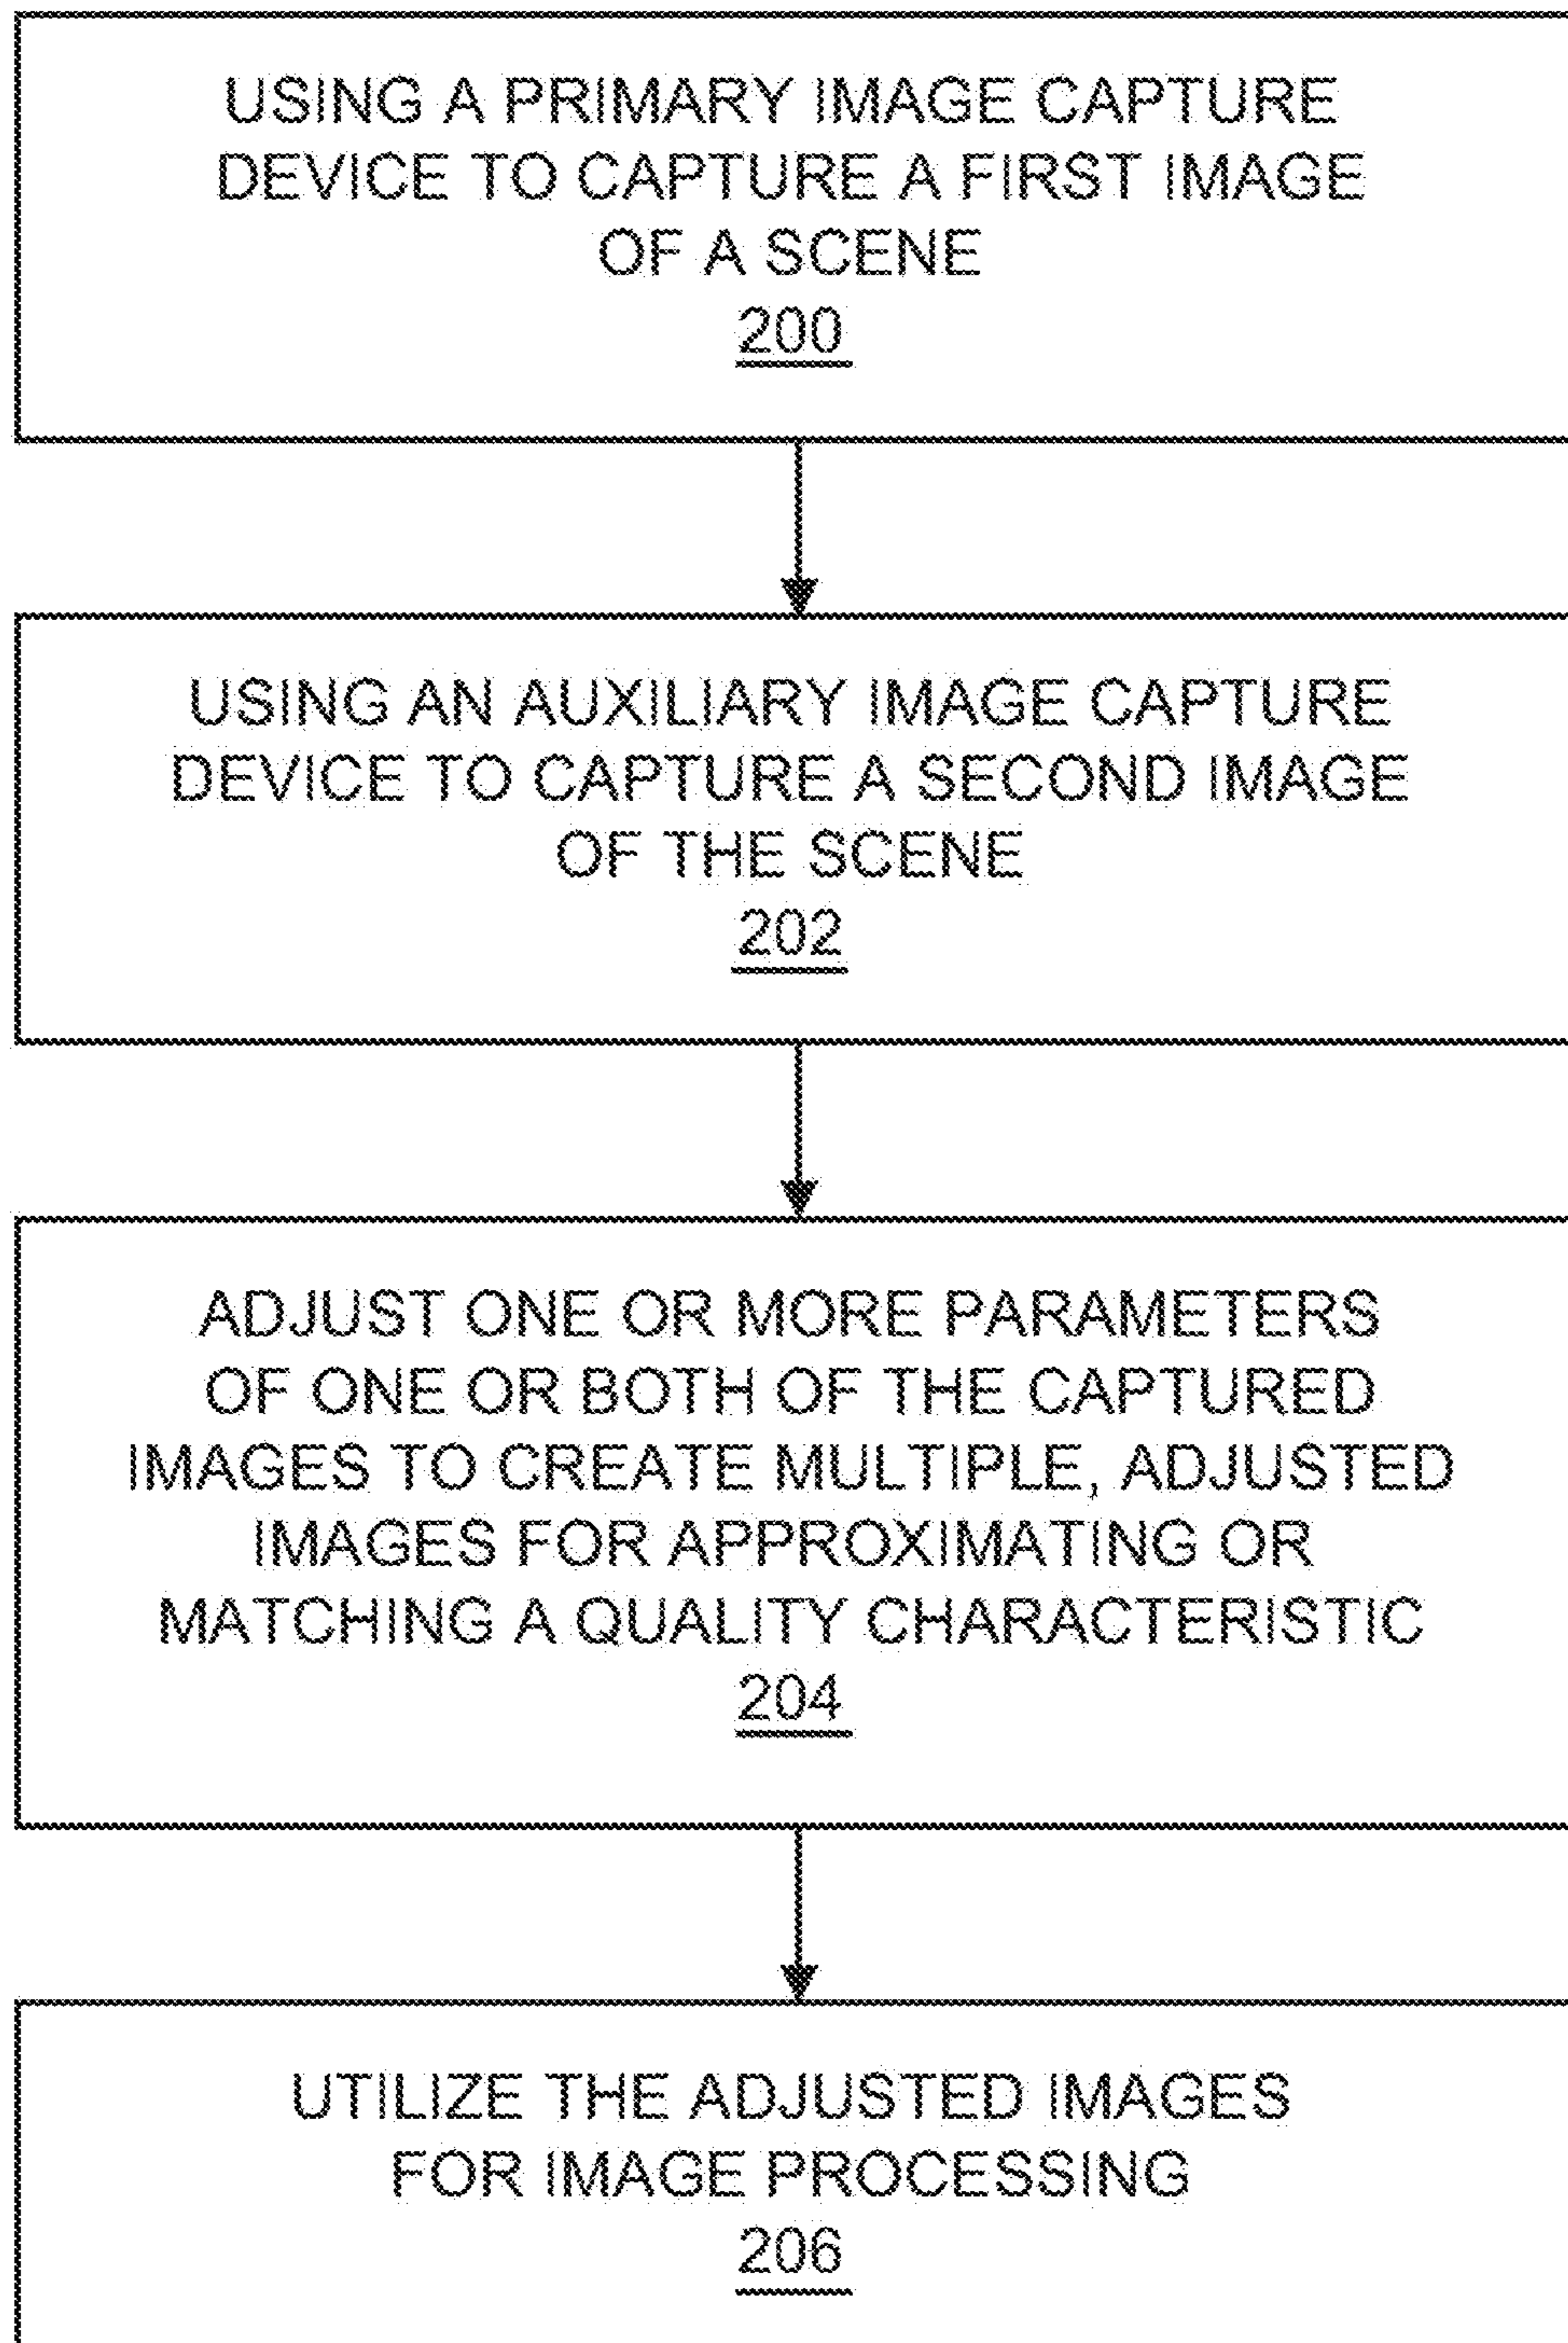 USING A PRIMARY IMAGE CAPTURE
DEVICE TO CAPTURE A FIRST IMAGE
OF A SCENE
200
USING AN AUXILIARY IMAGE CAPTURE
DEVICE TO CAPTURE A SECOND IMAGE
OF THE SCENE
202
ADJUST ONE OR MORE PARAMETERS
OF ONE OR BOTH OF THE CAPTURED
IMAGES TO CREATE MULTIPLE, ADJUSTED
IMAGES FOR APPROXIMATING OR
MATCHING A QUALITY CHARACTERISTIC
204
UTILIZE THE ADJUSTED IMAGES
FOR IMAGE PROCESSING
206